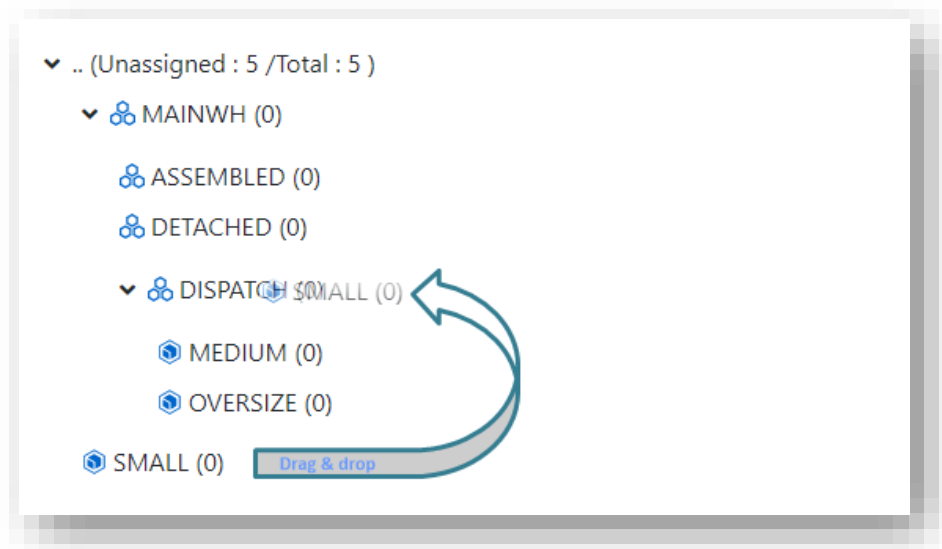 .. (Unassigned : 5 /Total : 5 )
MAINWH (0)
ASSEMBLED (0)
DETACHED (0)
DISPATCH (0) SMALL (0)
MEDIUM (0)
OVERSIZE (0)
SMALL (0) Drag & drop